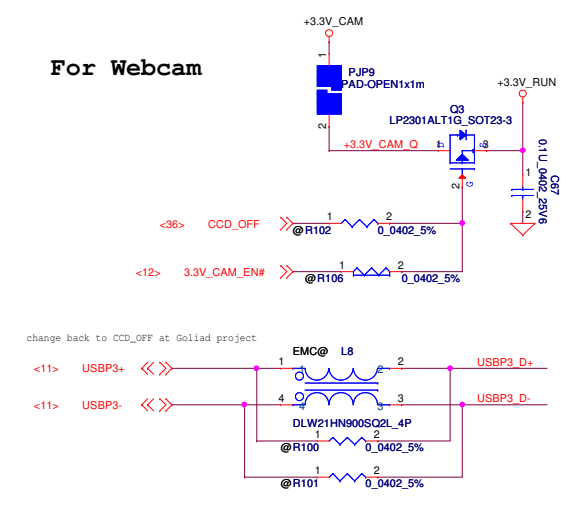 +3.3V_CAM
For Webcam
1
PJP9
PAD-OPEN1x1m
2
+3.3V_RUN
Q3
LP2301ALT1G_SOT23-3
+3.3V_CAM_Q
1
D
S
3
2
G
1
2
C67
0.1U_0402_25V6
<36> CCD_OFF
1
2
@R102
0_0402_5%
<12> 3.3V_CAM_EN#
1
2
@R106
0_0402_5%
change back to CCD_OFF at Goliad project
EMC@ L8
<11> USBP3+
1
1
2
2
USBP3_D+
<11> USBP3-
4
4
3
3
USBP3_D-
DLW21HN900SQ2L_4P
1
2
@R100
0_0402_5%
1
2
@R101
0_0402_5%